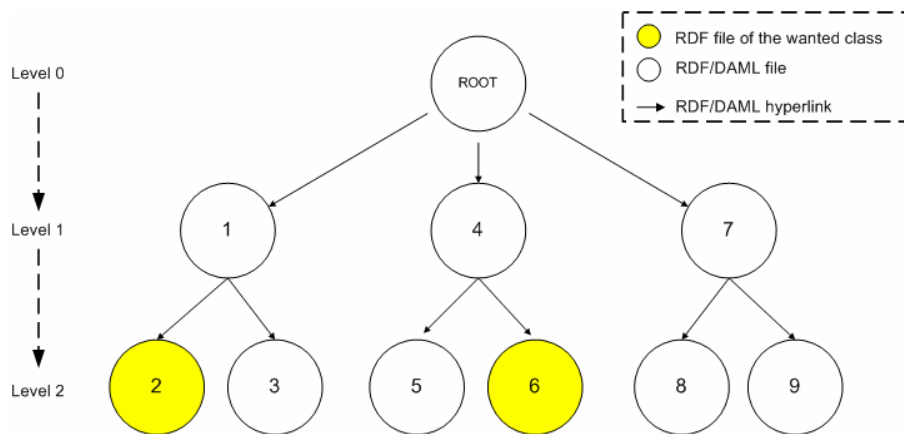 RDF file of the wanted class
RDF/DAML file
RDF/DAML hyperlink
Level 0
ROOT
Level 1
1
4
7
Level 2
2
3
5
6
8
9